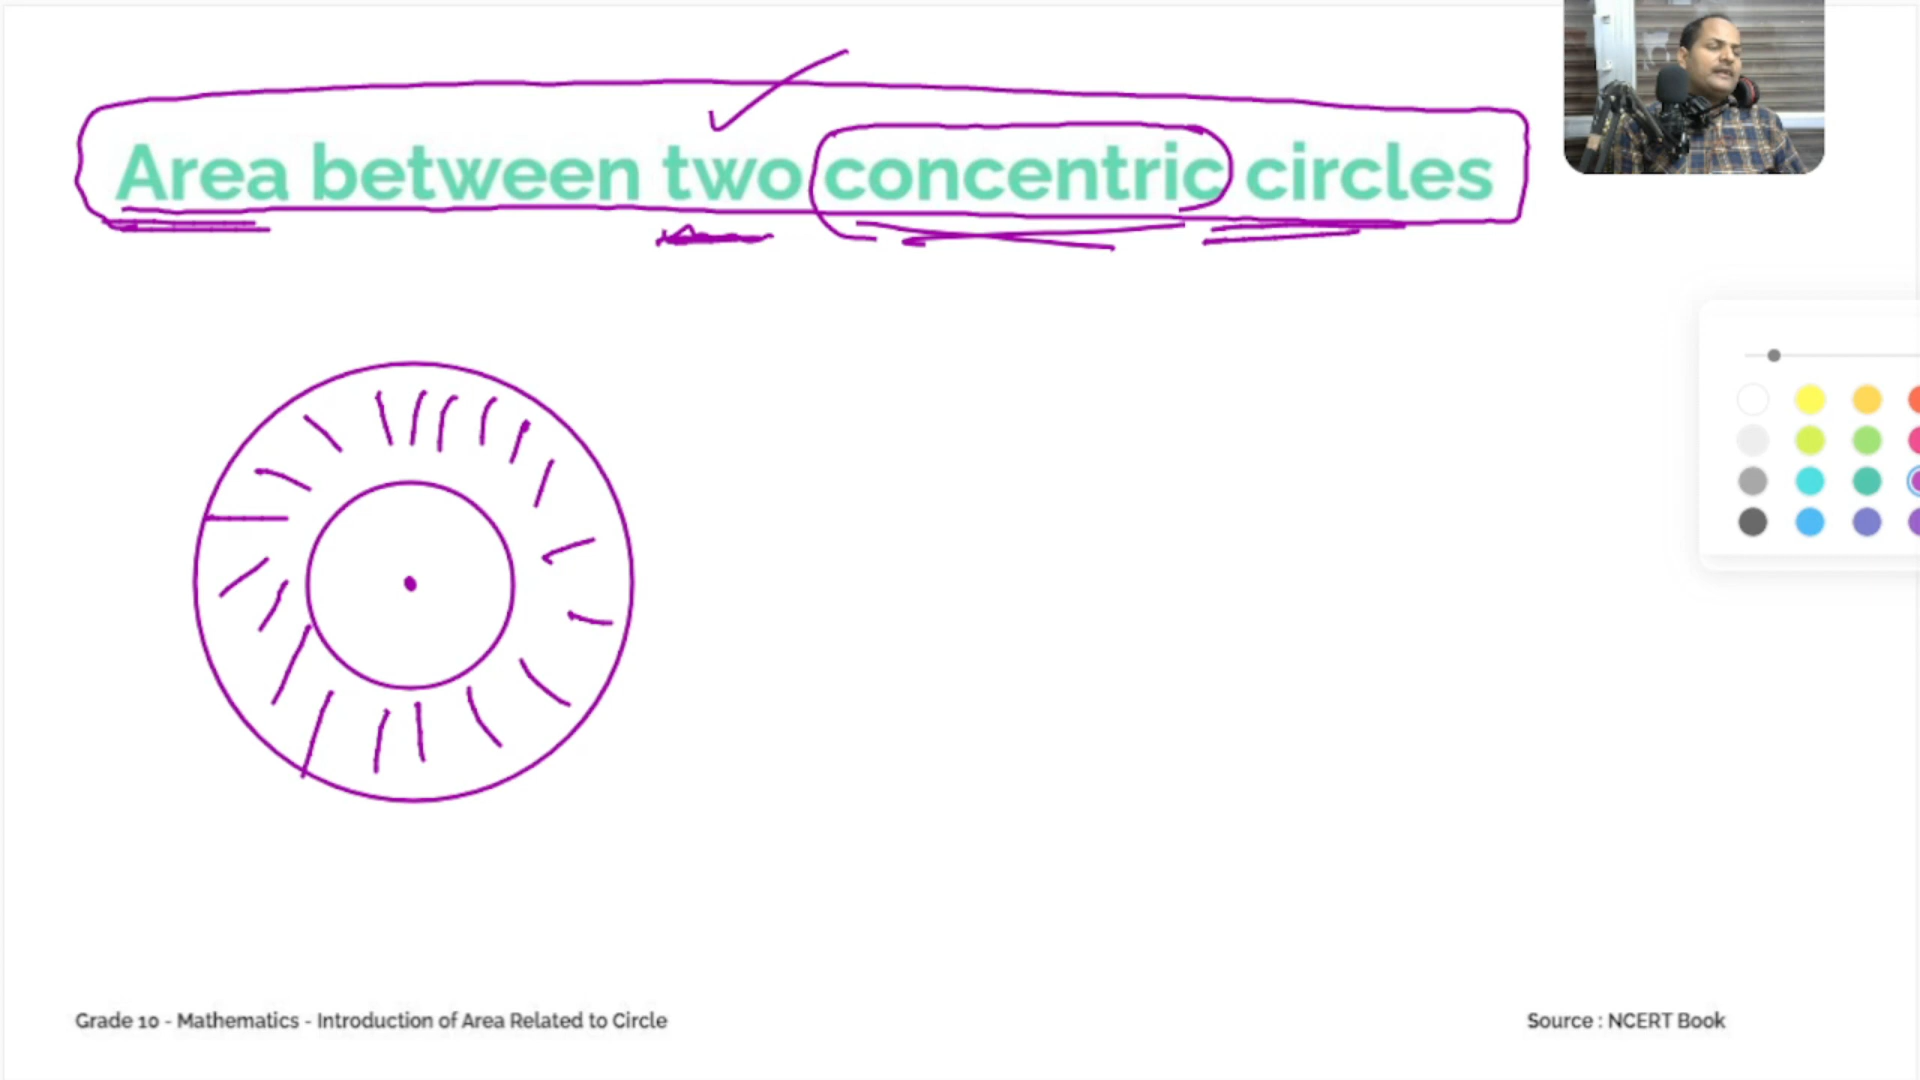 Area between two concentric circles
Grade 10 - Mathematics - Introduction of Area Related to Circle
Source : NCERT Book